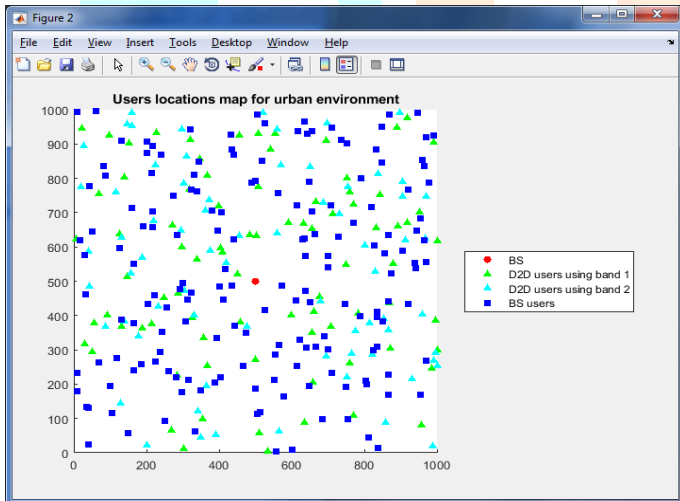 Figure 2
File Edit View Insert Tools Desktop Window Help
Users locations map for urban environment
1000
900
800
700
600
500
400
300
200
100
0
0 200 400 600 800 1000
BS
D2D users using band 1
D2D users using band 2
BS users